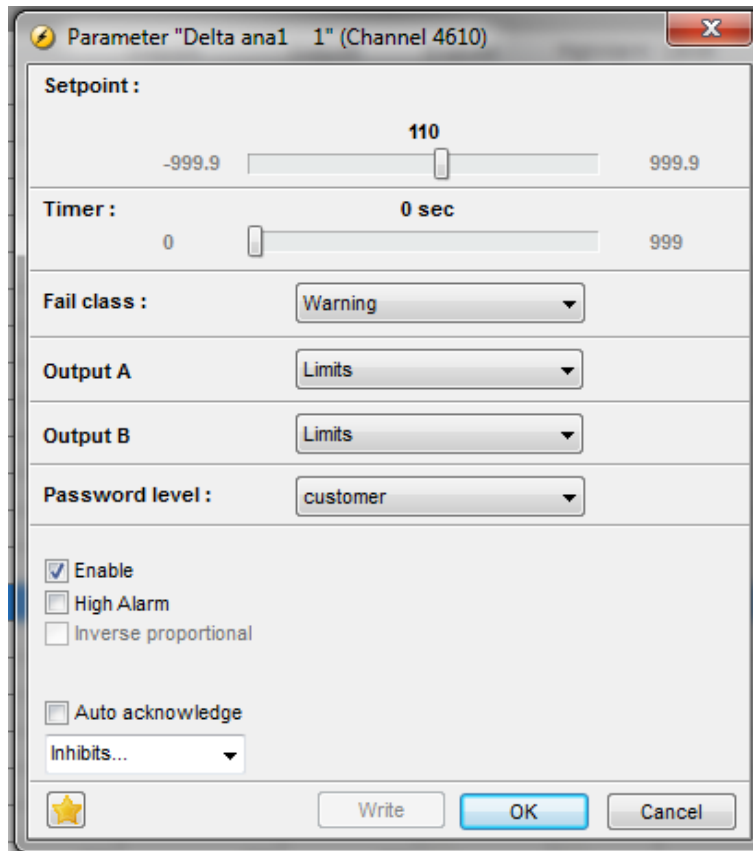 Parameter "Delta ana1    1" (Channel 4610)
Setpoint :
110
-999.9 999.9
Timer : 0 sec
0 999
Fail class : Warning
Output A Limits
Output B Limits
Password level : customer
Enable
High Alarm
Inverse proportional
Auto acknowledge
Inhibits...
Write OK Cancel